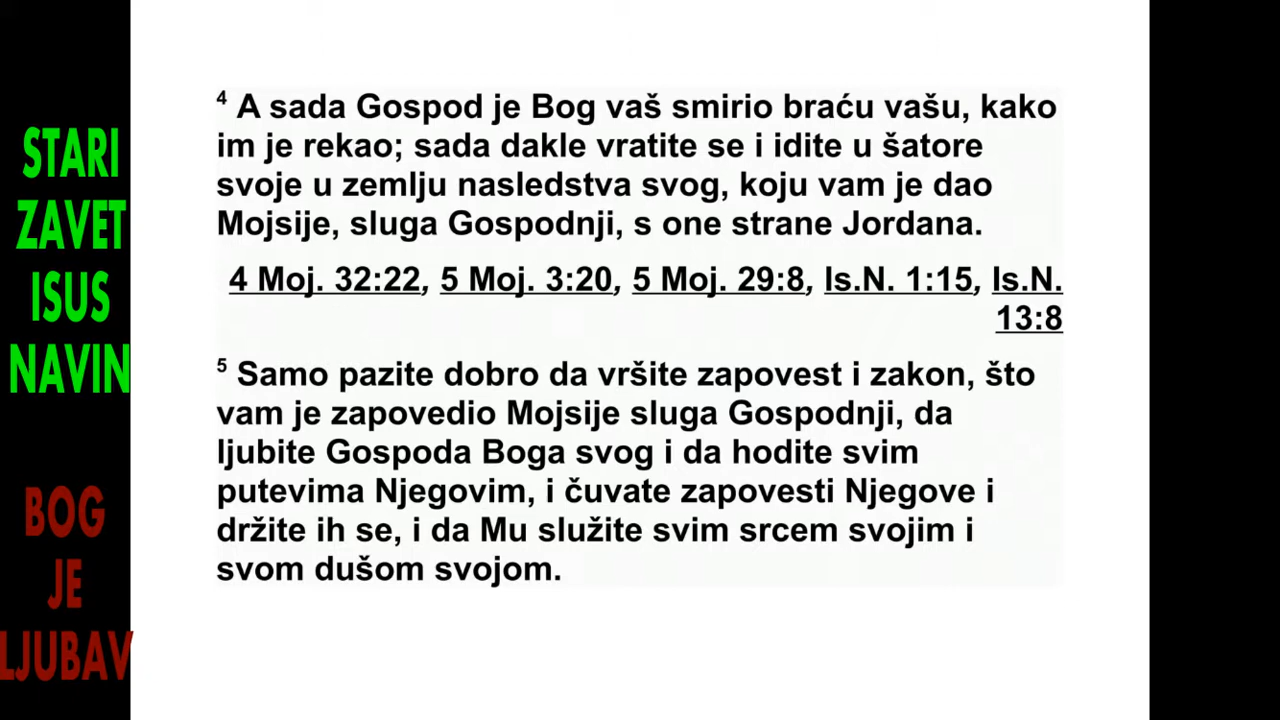 STARI
ZAVET
ISUS
NAVIN
BOG
JE
LJUBAV
4 A sada Gospod je Bog vaš smirio braću vašu, kako
im je rekao; sada dakle vratite se i idite u šatore
svoje u zemlju nasledstva svog, koju vam je dao
Mojsije, sluga Gospodnji, s one strane Jordana.
4 Moj. 32:22, 5 Moj. 3:20, 5 Moj. 29:8, Is.N. 1:15, Is.N.
13:8
5 Samo pazite dobro da vršite zapovest i zakon, što
vam je zapovedio Mojsije sluga Gospodnji, da
ljubite Gospoda Boga svog i da hodite svim
putevima Njegovim, i čuvate zapovesti Njegove i
držite ih se, i da Mu služite svim srcem svojim i
svom dušom svojom.